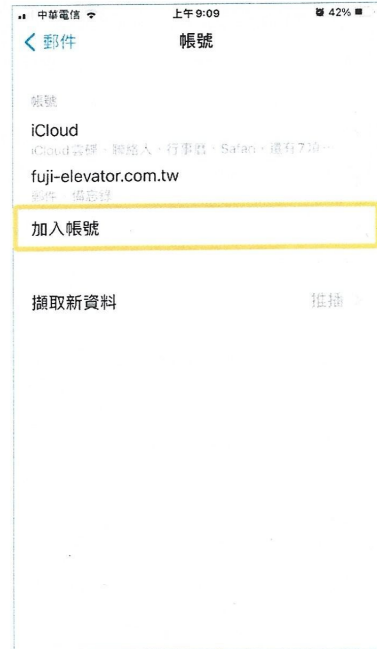 中華電信 上午9:09 42%
郵件 帳號
帳號
iCloud
iCloud雲碟、聯絡人、行事曆、Safari、還有7項…
fuji-elevator.com.tw
郵件、備忘錄
加入帳號
擷取新資料 推播